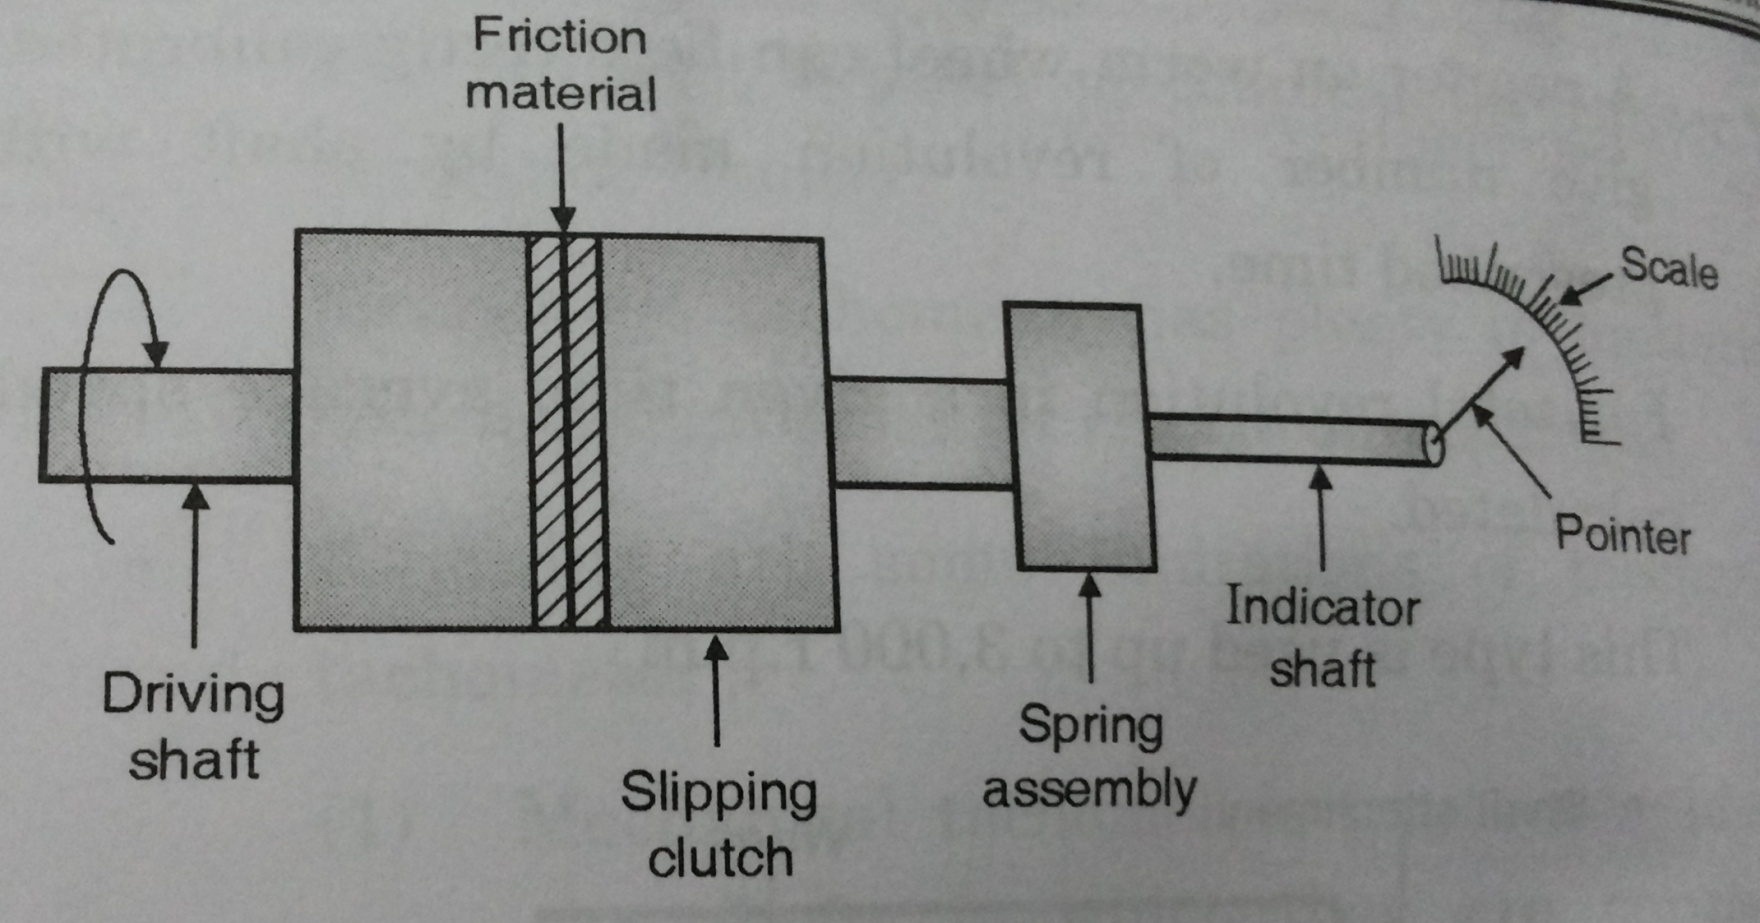 Friction
material
Scale
Pointer
Indicator
shaft
Driving
shaft
Spring
assembly
Slipping
clutch